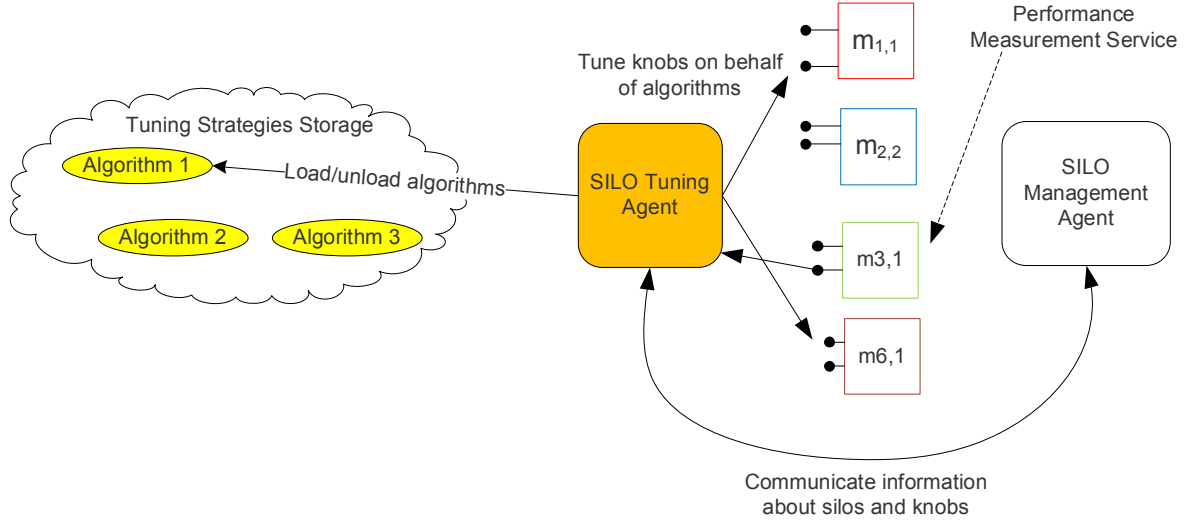 Performance
Measurement Service
m1,1
Tune knobs on behalf
of algorithms
Tuning Strategies Storage
Algorithm 1
Load/unload algorithms
m2,2
SILO Tuning
Agent
SILO
Management
Agent
Algorithm 2
Algorithm 3
m3,1
m6,1
Communicate information
about silos and knobs